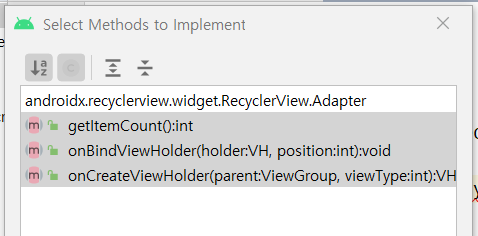 Select Methods to Implement
androidx.recyclerview.widget.RecyclerView.Adapter
getItemCount():int
onBindViewHolder(holder:VH, position:int):void
onCreateViewHolder(parent:ViewGroup, viewType:int):VH